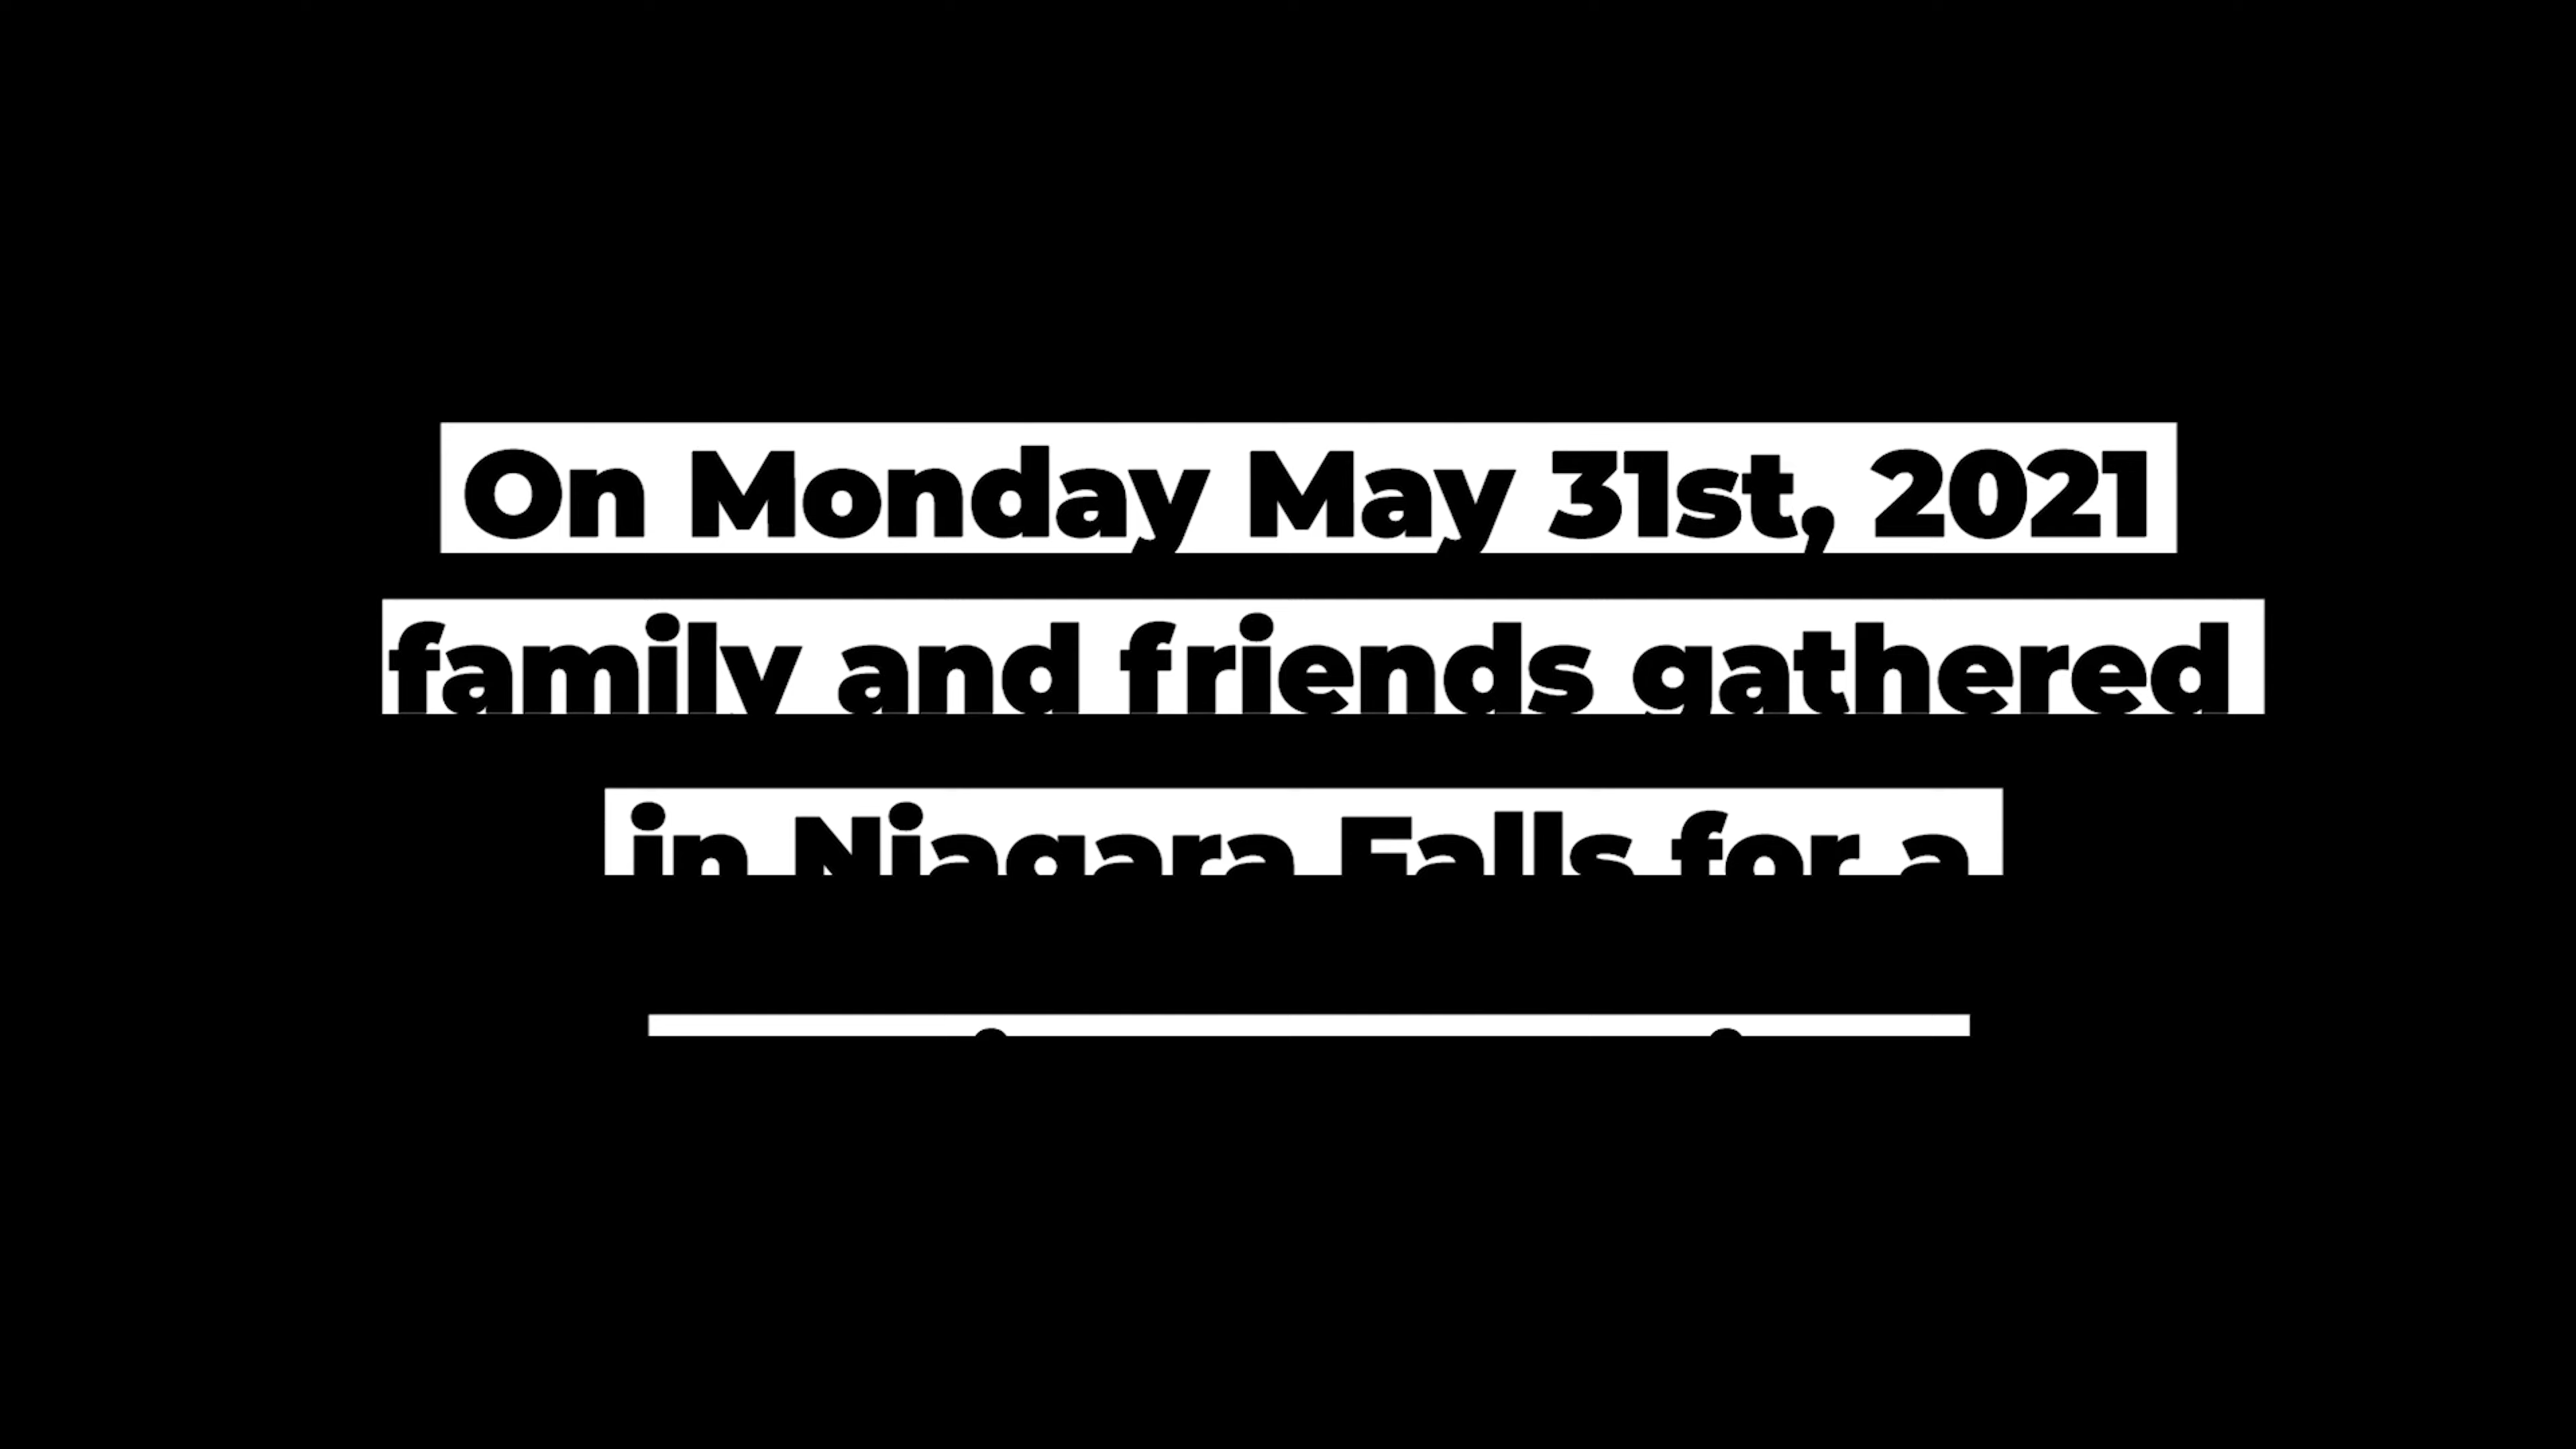 On Monday May 31st, 2021
family and friends gathered
in Niagara Falls for a